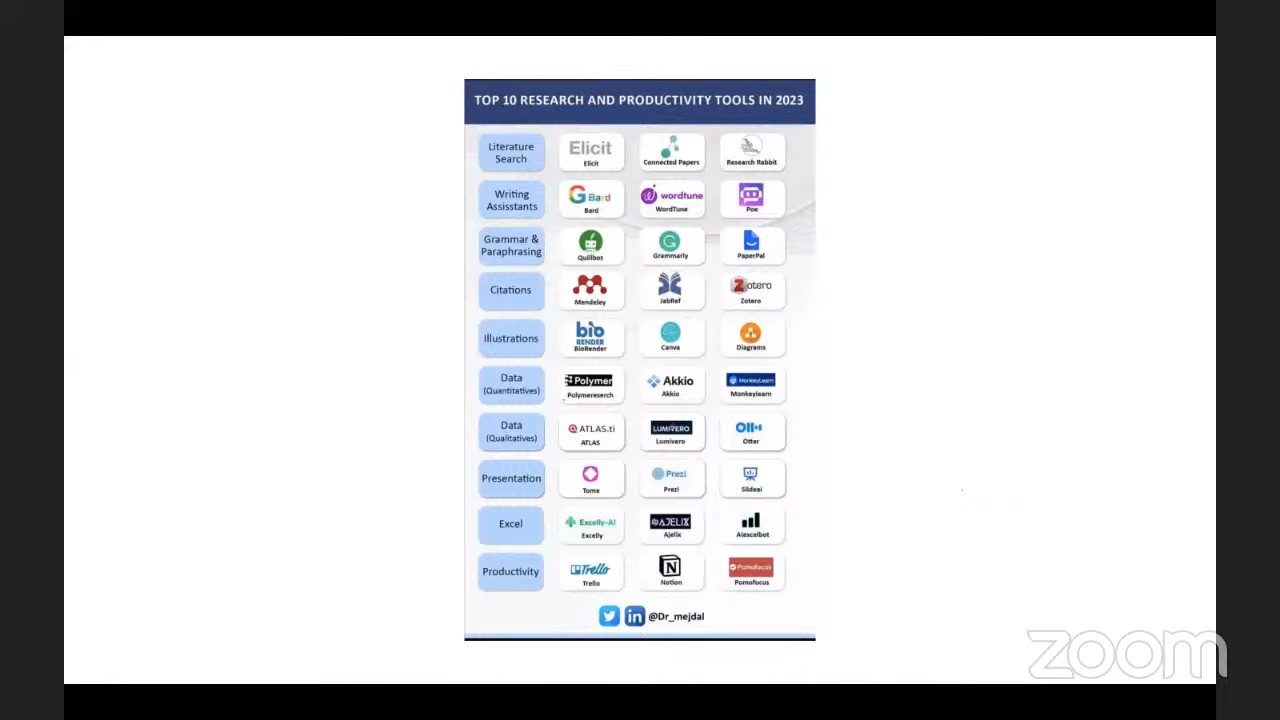 TOP 10 RESEARCH AND PRODUCTIVITY TOOLS IN 2023
Literature
Search
Elicit
Elicit
Connected Papers
Research Rabbit
Writing
Assisstants
Bard
Bard
wordtune
WordTune
Poe
Grammar &
Paraphrasing
Quillbot
Grammarly
PaperPal
Citations
Mendeley
JabRef
Zotero
Zotero
Illustrations
bio
RENDER
BioRender
Canva
Diagrams
Data
(Quantitatives)
Polymer
Polymereserch
Akkio
Akkio
MonkeyLearn
Monkeylearn
Data
(Qualitatives)
ATLAS.ti
ATLAS
LUMIVERO
Lumivero
Otter
Presentation
Tome
Prezi
Prezi
Slideai
Excel
Excelly-AI
Excelly
AJELIX
Ajelix
Alexcelbot
Productivity
Trello
Trello
Notion
Pomofocus
Pomofocus
@Dr_mejdal
zoom